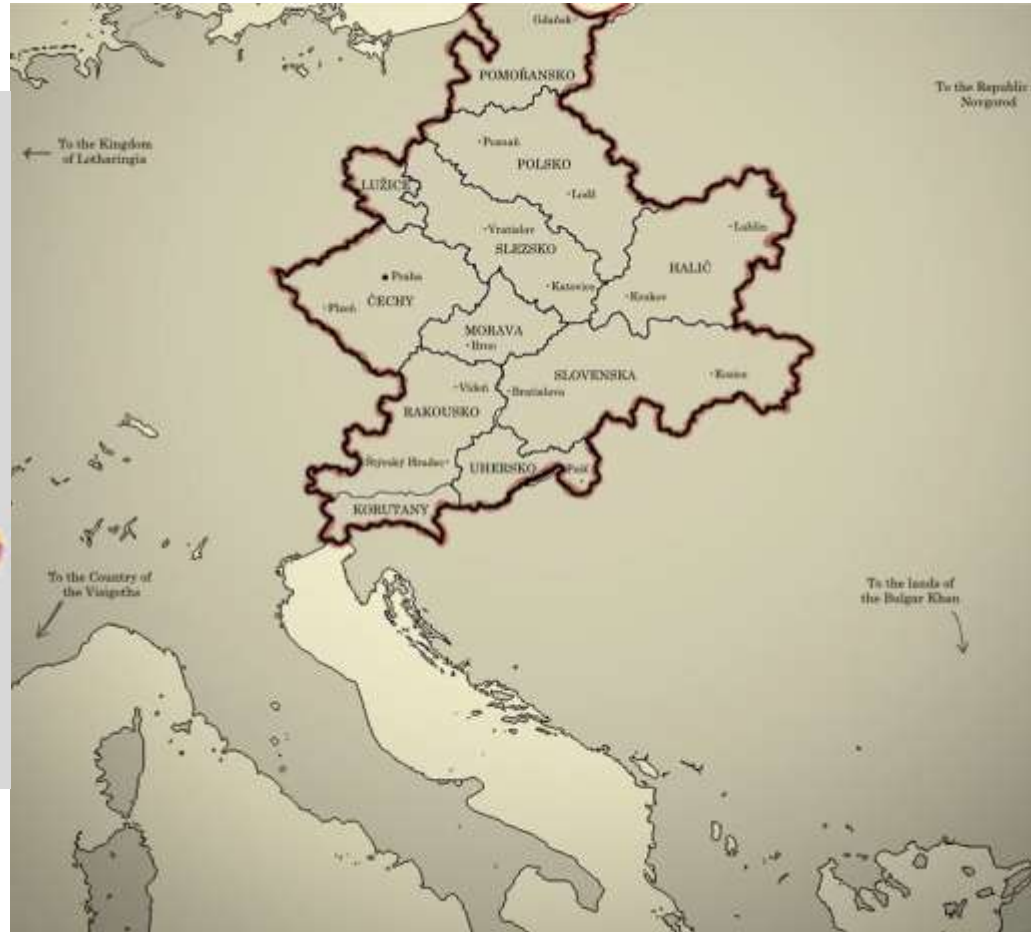 Gdańsk
POMOŘANSKO
To the Republic
Novgorod
To the Kingdom
of Lotharingia
Poznań
POLSKO
LUŽICE
Lodž
Vratislav
SLEZSKO
Lublin
HALIČ
Praha
Katovice
Krakov
ČECHY
Plzeň
MORAVA
Brno
SLOVENSKA
Kosice
Vídeň
Bratislava
RAKOUSKO
Štyrský Hradec
UHERSKO
Pešť
KORUTANY
To the Country of
the Visigoths
To the lands of
the Bulgar Khan